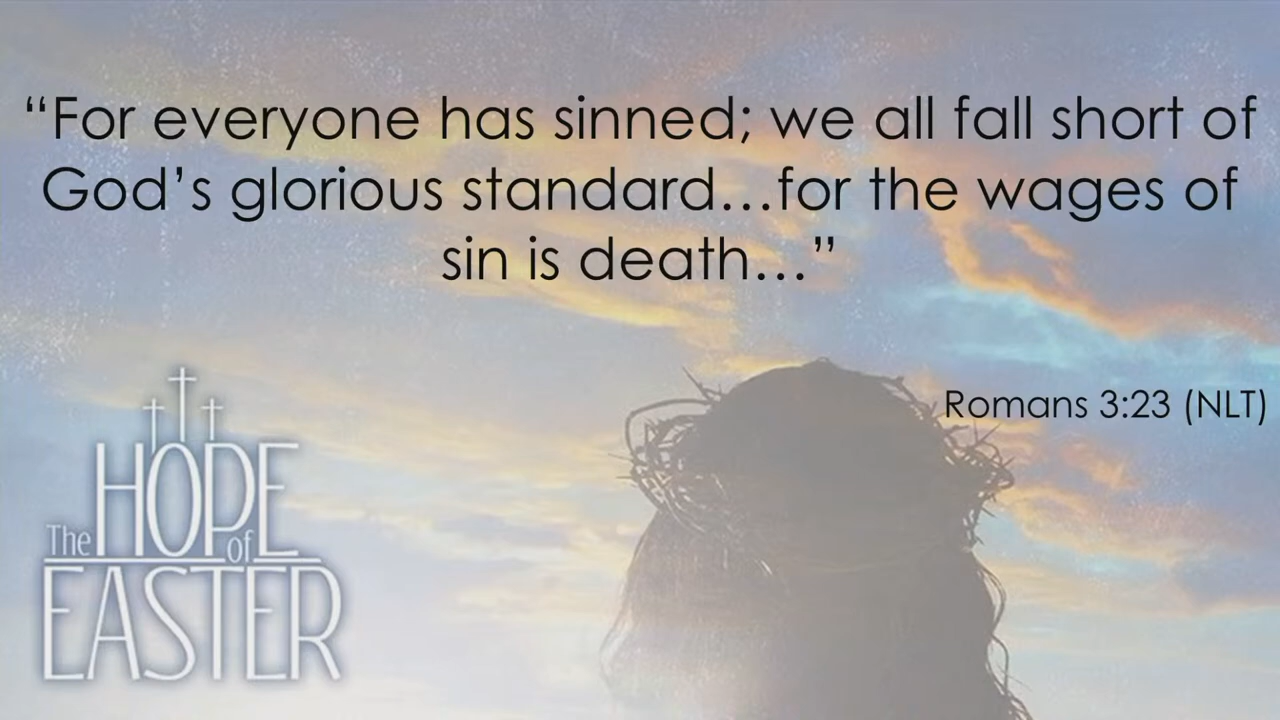 “For everyone has sinned; we all fall short of
God’s glorious standard...for the wages of
sin is death...”
Romans 3:23 (NLT)
The HOPE of
EASTER